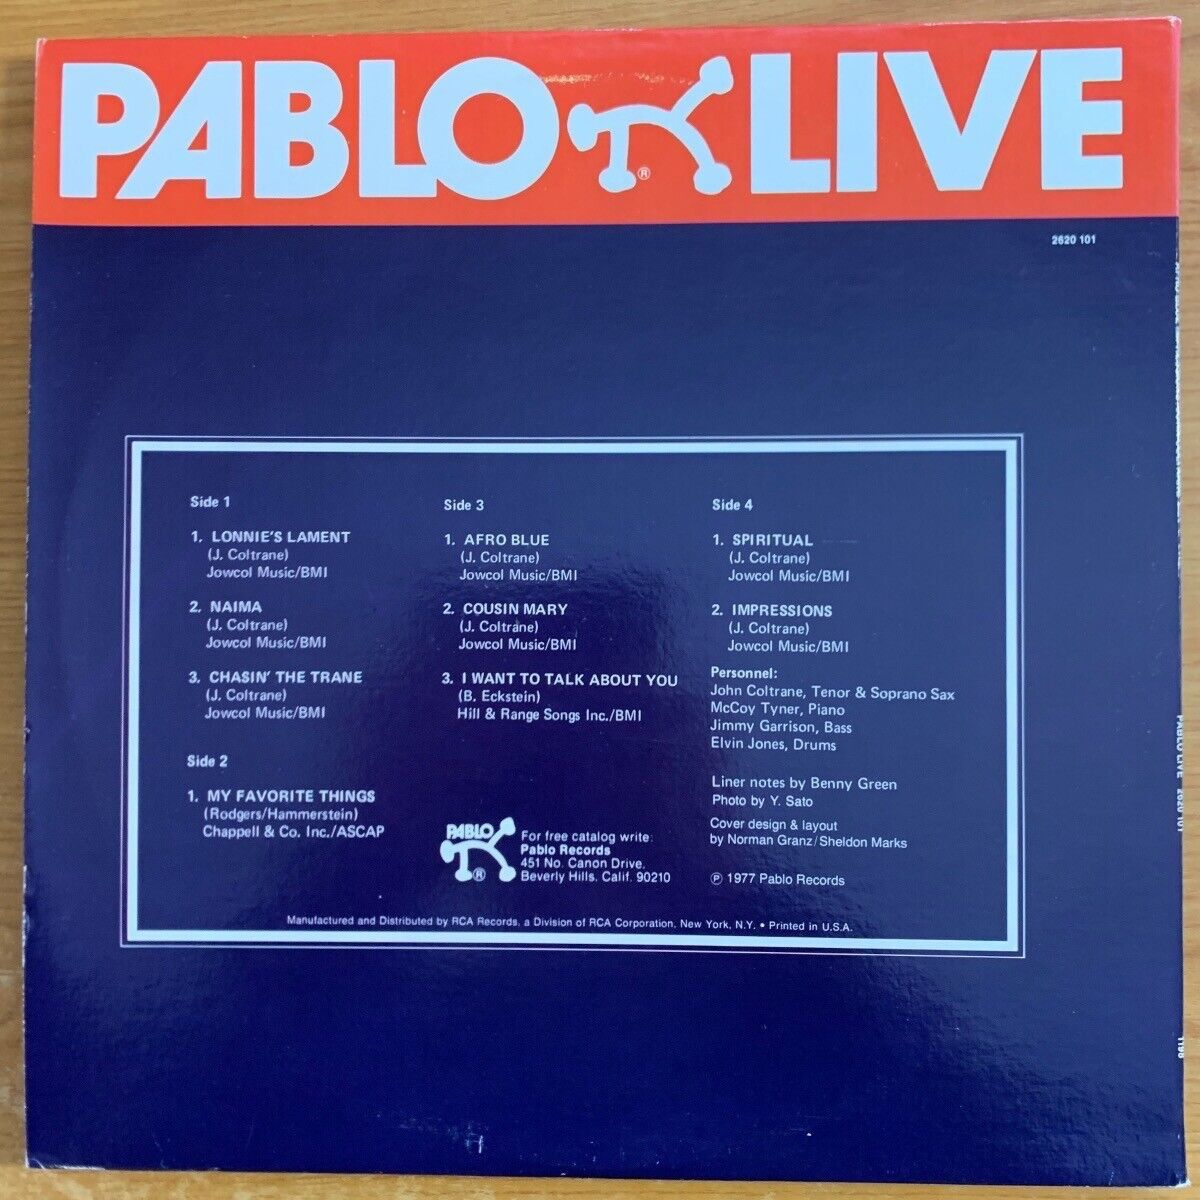 PABLO LIVE
®
2620 101
Side 1
1. LONNIE'S LAMENT
(J. Coltrane)
Jowcol Music/BMI
2. NAIMA
(J. Coltrane)
Jowcol Music/BMI
3. CHASIN' THE TRANE
(J. Coltrane)
Jowcol Music/BMI
Side 2
1. MY FAVORITE THINGS
(Rodgers/Hammerstein)
Chappell & Co. Inc./ASCAP
Side 3
1. AFRO BLUE
(J. Coltrane)
Jowcol Music/BMI
2. COUSIN MARY
(J. Coltrane)
Jowcol Music/BMI
3. I WANT TO TALK ABOUT YOU
(B. Eckstein)
Hill & Range Songs Inc./BMI
PABLO
®
For free catalog write:
Pablo Records
451 No. Canon Drive,
Beverly Hills, Calif. 90210
Side 4
1. SPIRITUAL
(J. Coltrane)
Jowcol Music/BMI
2. IMPRESSIONS
(J. Coltrane)
Jowcol Music/BMI
Personnel:
John Coltrane, Tenor & Soprano Sax
McCoy Tyner, Piano
Jimmy Garrison, Bass
Elvin Jones, Drums
Liner notes by Benny Green
Photo by Y. Sato
Cover design & layout
by Norman Granz/Sheldon Marks
℗ 1977 Pablo Records
Manufactured and Distributed by RCA Records, a Division of RCA Corporation, New York, N.Y. • Printed in U.S.A.
PABLO LIVE 2620 101